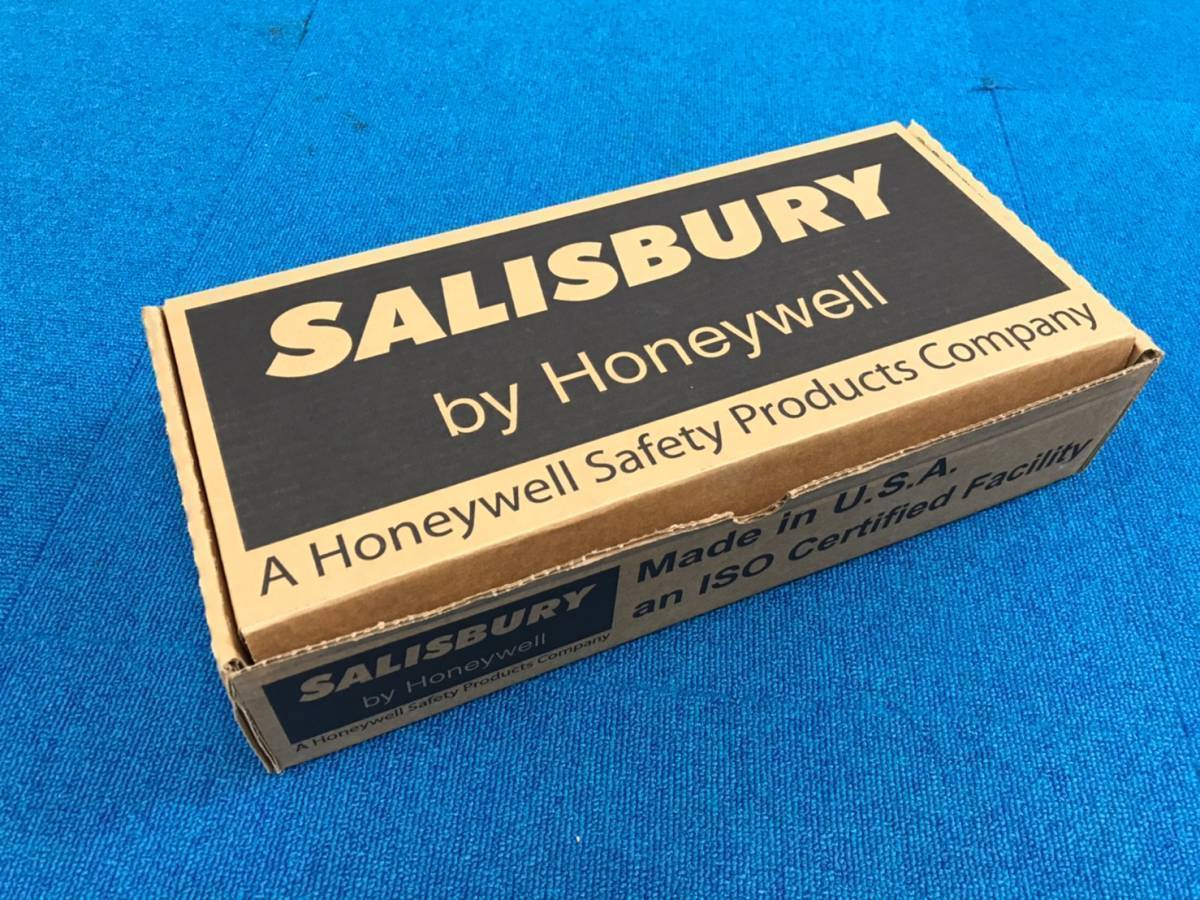 SALISBURY
by Honeywell
A Honeywell Safety Products Company
SALISBURY
by Honeywell
A Honeywell Safety Products Company
Made in U.S.A.
an ISO Certified Facility